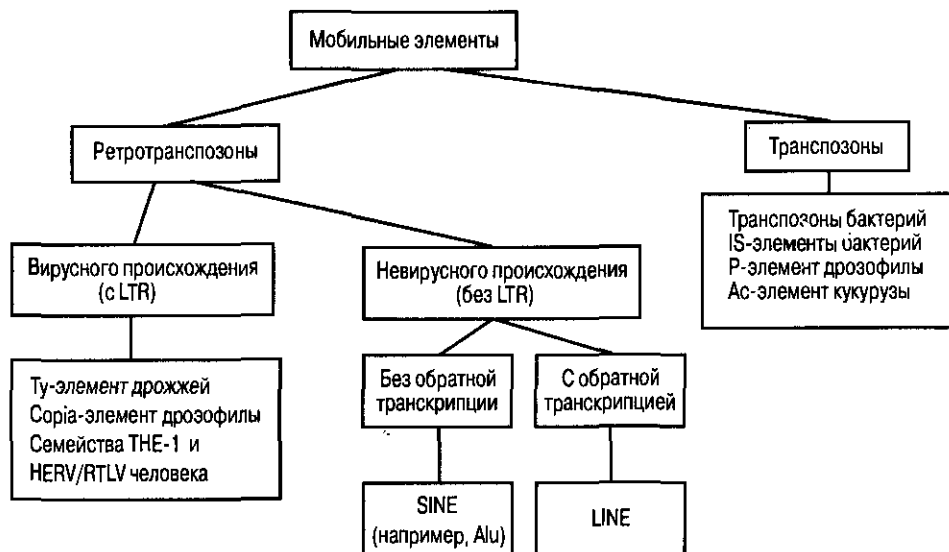 Мобильные элементы
Ретротранспозоны
Транспозоны
Транспозоны бактерий
IS-элементы бактерий
Р-элемент дрозофилы
Ас-элемент кукурузы
Вирусного происхождения
(с LTR)
Невирусного происхождения
(без LTR)
Ту-элемент дрожжей
Copia-элемент дрозофилы
Семейства THE-1 и
HERV/RTLV человека
Без обратной
транскрипции
С обратной
транскрипцией
SINE
(например, Alu)
LINE